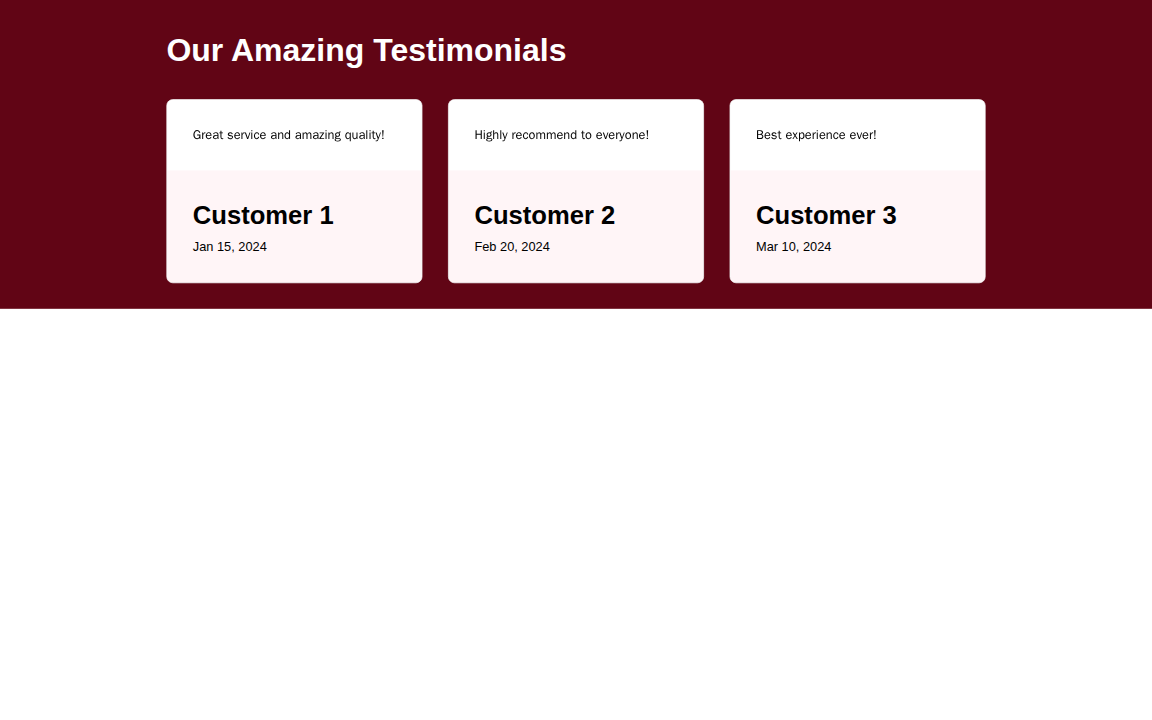 Our Amazing Testimonials
Great service and amazing quality!
Highly recommend to everyone!
Best experience ever!
Customer 1
Jan 15, 2024
Customer 2
Feb 20, 2024
Customer 3
Mar 10, 2024